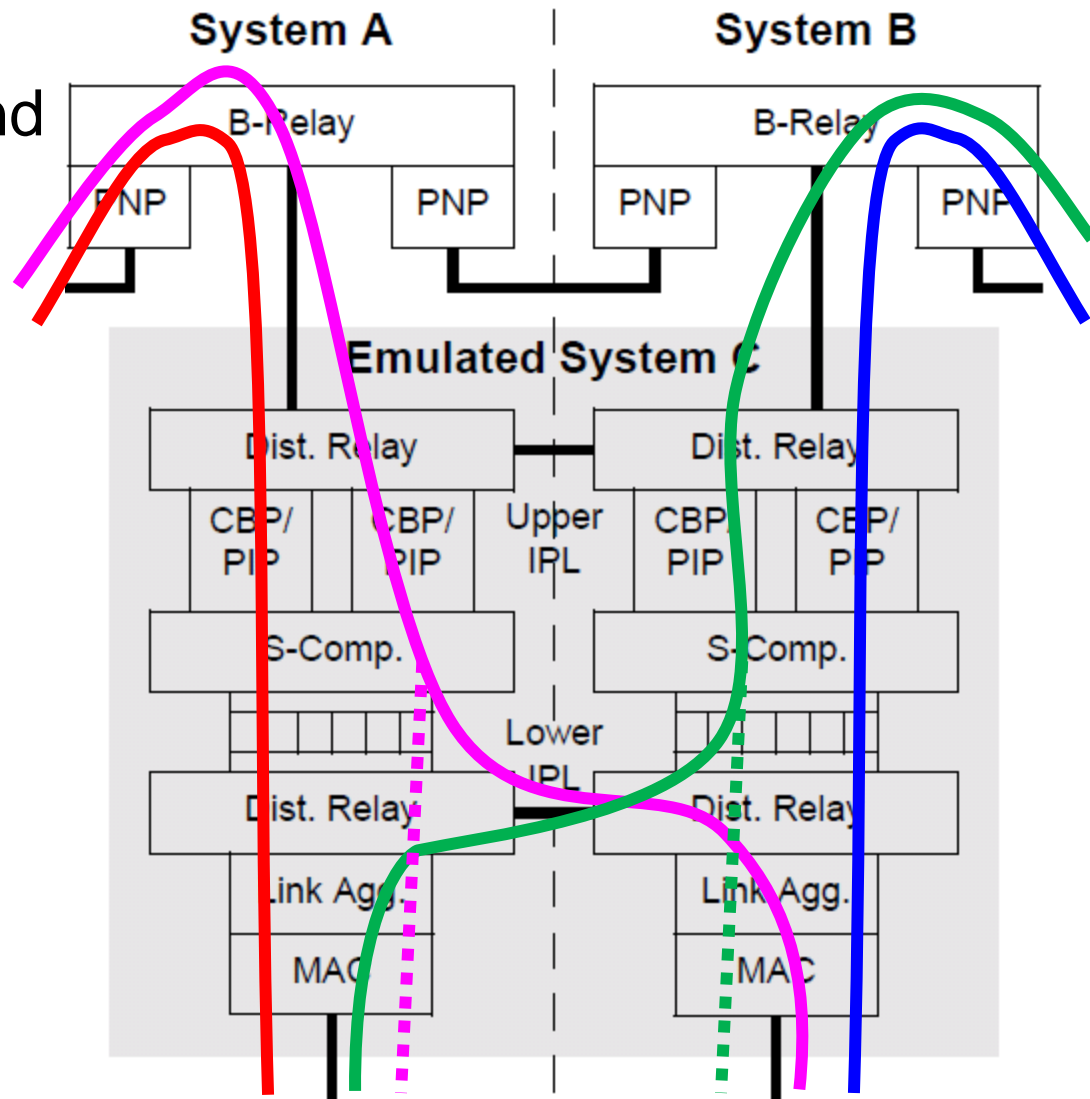 System A
System B
nd
B-Relay
B-Relay
PNP
PNP
PNP
PNP
Emulated System C
Dist. Relay
Dist. Relay
CBP/
PIP
CBP/
PIP
Upper
IPL
CBP/
PIP
CBP/
PIP
S-Comp.
S-Comp.
Lower
IPL
Dist. Relay
Dist. Relay
Link Agg.
Link Agg.
MAC
MAC